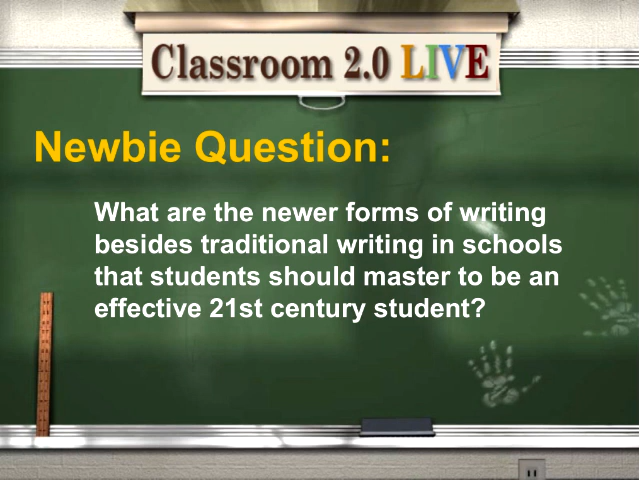 Classroom 2.0 LIVE
Newbie Question:
What are the newer forms of writing
besides traditional writing in schools
that students should master to be an
effective 21st century student?